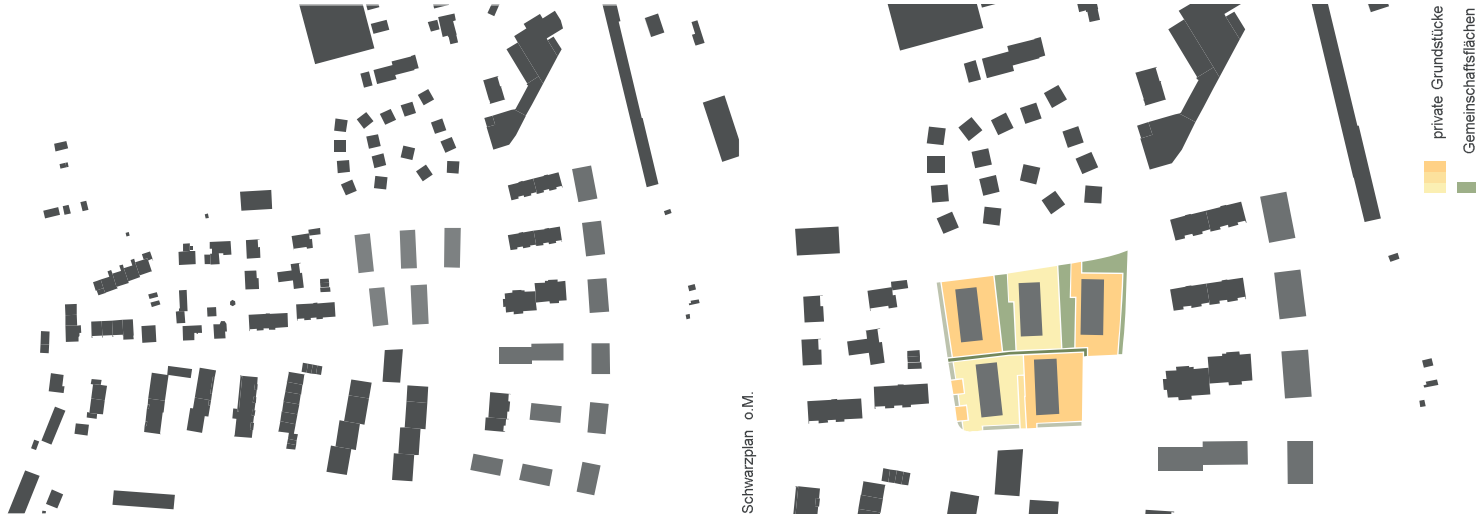 Schwarzplan o.M.
private Grundstücke
Gemeinschaftsflächen